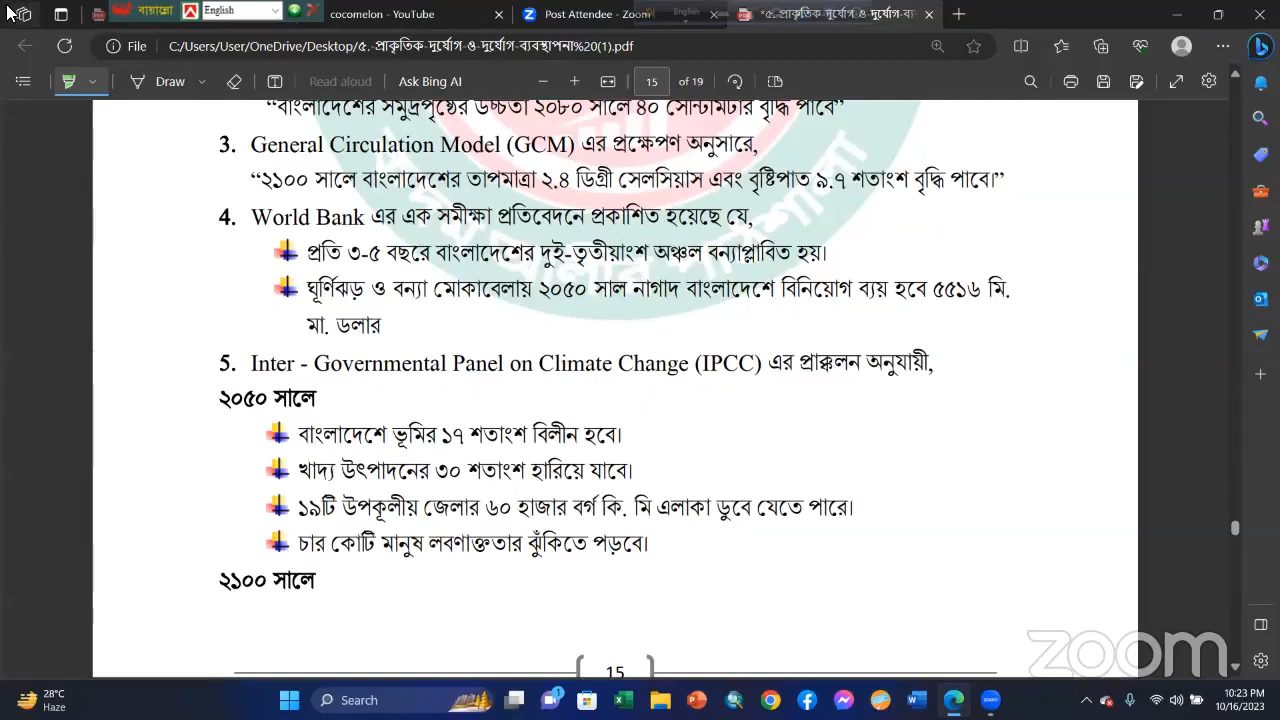 বায়ান্নো English cocomelon - YouTube Post Attendee - Zoom English
File C:/Users/user/OneDrive/Desktop/৫.-প্রাকৃতিক-দুর্যোগ-ও-দুর্যোগ-ব্যবস্থাপনা%20(1).pdf
Draw Read aloud Ask Bing AI 15 of 19
“বাংলাদেশের সমুদ্রপৃষ্ঠের উচ্চতা ২০৮০ সালে ৪০ সেন্টিমিটার বৃদ্ধি পাবে”
3. General Circulation Model (GCM) এর প্রক্ষেপণ অনুসারে,
“২১০০ সালে বাংলাদেশের তাপমাত্রা ২.৪ ডিগ্রী সেলসিয়াস এবং বৃষ্টিপাত ৯.৭ শতাংশ বৃদ্ধি পাবে।”
4. World Bank এর এক সমীক্ষা প্রতিবেদনে প্রকাশিত হয়েছে যে,
প্রতি ৩-৫ বছরে বাংলাদেশের দুই-তৃতীয়াংশ অঞ্চল বন্যাপ্লাবিত হয়।
ঘূর্ণিঝড় ও বন্যা মোকাবেলায় ২০৫০ সাল নাগাদ বাংলাদেশে বিনিয়োগ ব্যয় হবে ৫৫১৬ মি.
মা. ডলার
5. Inter - Governmental Panel on Climate Change (IPCC) এর প্রাক্কলন অনুযায়ী,
২০৫০ সালে
বাংলাদেশে ভূমির ১৭ শতাংশ বিলীন হবে।
খাদ্য উৎপাদনের ৩০ শতাংশ হারিয়ে যাবে।
১৯টি উপকূলীয় জেলার ৬০ হাজার বর্গ কি. মি এলাকা ডুবে যেতে পারে।
চার কোটি মানুষ লবণাক্ততার ঝুঁকিতে পড়বে।
২১০০ সালে
zoom
15
28°C
Haze
Search
10:23 PM
10/16/2023